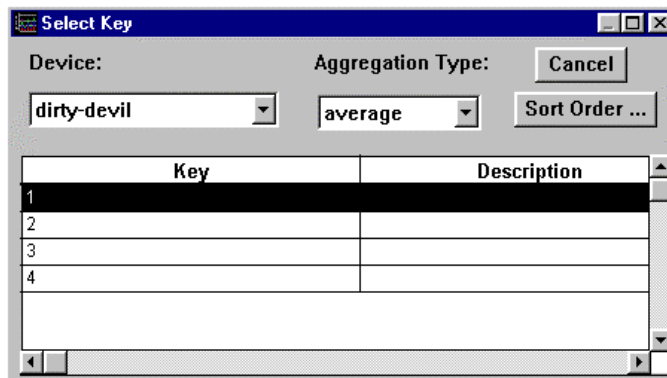 Select Key
Device: Aggregation Type: Cancel
dirty-devil average Sort Order ...
Key Description
1
2
3
4